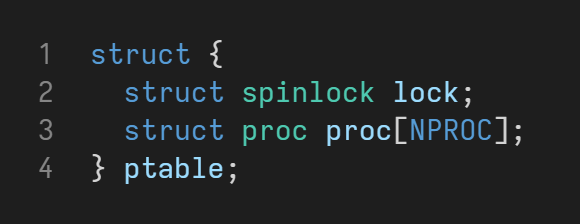 1 struct {
2 struct spinlock lock;
3 struct proc proc[NPROC];
4 } ptable;